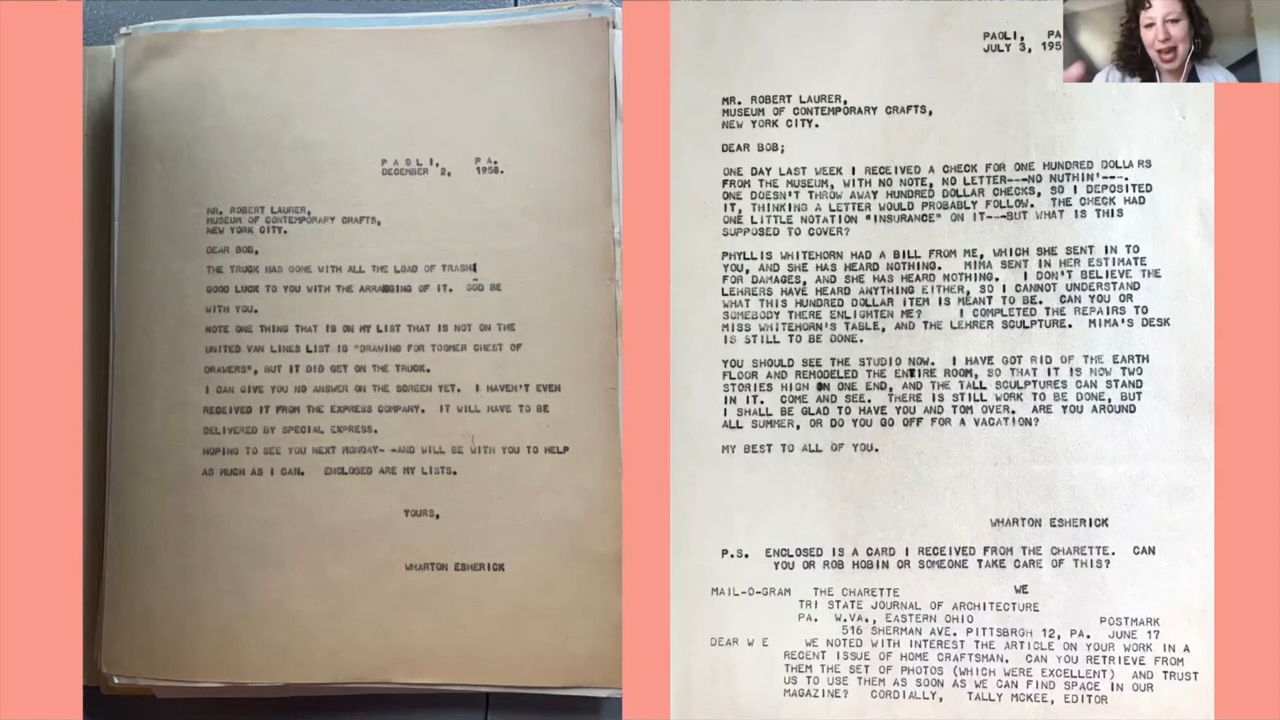 P A O L I, P A.
DECEMBER 2, 1958.
MR. ROBERT LAURER,
MUSEUM OF CONTEMPORARY CRAFTS,
NEW YORK CITY.
DEAR BOB,
THE TRUCK HAS GONE WITH ALL THE LOAD OF TRASH!
GOOD LUCK TO YOU WITH THE ARRANGING OF IT. GOD BE
WITH YOU.
NOTE ONE THING THAT IS ON MY LIST THAT IS NOT ON THE
UNITED VAN LINES LIST IS "DRAWING FOR TOOMER CHEST OF
DRAWERS", BUT IT DID GET ON THE TRUCK.
I CAN GIVE YOU NO ANSWER ON THE SCREEN YET. I HAVEN'T EVEN
RECEIVED IT FROM THE EXPRESS COMPANY. IT WILL HAVE TO BE
DELIVERED BY SPECIAL EXPRESS.
HOPING TO SEE YOU NEXT MONDAY- -AND WILL BE WITH YOU TO HELP
AS MUCH AS I CAN. ENCLOSED ARE MY LISTS.
YOURS,
WHARTON ESHERICK
PAOLI, PA
JULY 3, 195
MR. ROBERT LAURER,
MUSEUM OF CONTEMPORARY CRAFTS,
NEW YORK CITY.
DEAR BOB;
ONE DAY LAST WEEK I RECEIVED A CHECK FOR ONE HUNDRED DOLLARS
FROM THE MUSEUM, WITH NO NOTE, NO LETTER---NO NUTHIN'---.
ONE DOESN'T THROW AWAY HUNDRED DOLLAR CHECKS, SO I DEPOSITED
IT, THINKING A LETTER WOULD PROBABLY FOLLOW. THE CHECK HAD
ONE LITTLE NOTATION "INSURANCE" ON IT---BUT WHAT IS THIS
SUPPOSED TO COVER?
PHYLLIS WHITEHORN HAD A BILL FROM ME, WHICH SHE SENT IN TO
YOU, AND SHE HAS HEARD NOTHING. MIMA SENT IN HER ESTIMATE
FOR DAMAGES, AND SHE HAS HEARD NOTHING. I DON'T BELIEVE THE
LEHRERS HAVE HEARD ANYTHING EITHER, SO I CANNOT UNDERSTAND
WHAT THIS HUNDRED DOLLAR ITEM IS MEANT TO BE. CAN YOU OR
SOMEBODY THERE ENLIGHTEN ME? I COMPLETED THE REPAIRS TO
MISS WHITEHORN'S TABLE, AND THE LEHRER SCULPTURE. MIMA'S DESK
IS STILL TO BE DONE.
YOU SHOULD SEE THE STUDIO NOW. I HAVE GOT RID OF THE EARTH
FLOOR AND REMODELED THE ENTIRE ROOM, SO THAT IT IS NOW TWO
STORIES HIGH ON ONE END, AND THE TALL SCULPTURES CAN STAND
IN IT. COME AND SEE. THERE IS STILL WORK TO BE DONE, BUT
I SHALL BE GLAD TO HAVE YOU AND TOM OVER. ARE YOU AROUND
ALL SUMMER, OR DO YOU GO OFF FOR A VACATION?
MY BEST TO ALL OF YOU.
WHARTON ESHERICK
P.S. ENCLOSED IS A CARD I RECEIVED FROM THE CHARETTE. CAN
YOU OR ROB HOBIN OR SOMEONE TAKE CARE OF THIS?
WE
MAIL-O-GRAM THE CHARETTE
TRI STATE JOURNAL OF ARCHITECTURE
PA. W.VA., EASTERN OHIO POSTMARK
516 SHERMAN AVE. PITTSBRGH 12, PA. JUNE 17
DEAR W E WE NOTED WITH INTEREST THE ARTICLE ON YOUR WORK IN A
RECENT ISSUE OF HOME CRAFTSMAN. CAN YOU RETRIEVE FROM
THEM THE SET OF PHOTOS (WHICH WERE EXCELLENT) AND TRUST
US TO USE THEM AS SOON AS WE CAN FIND SPACE IN OUR
MAGAZINE? CORDIALLY, TALLY MCKEE, EDITOR